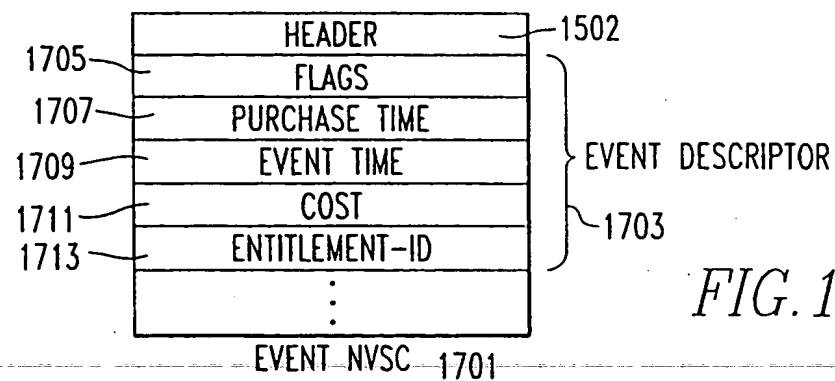 HEADER 1502
1705 FLAGS
1707 PURCHASE TIME
1709 EVENT TIME EVENT DESCRIPTOR
1711 COST
1703
1713 ENTITLEMENT-ID
FIG. 1
EVENT NVSC 1701